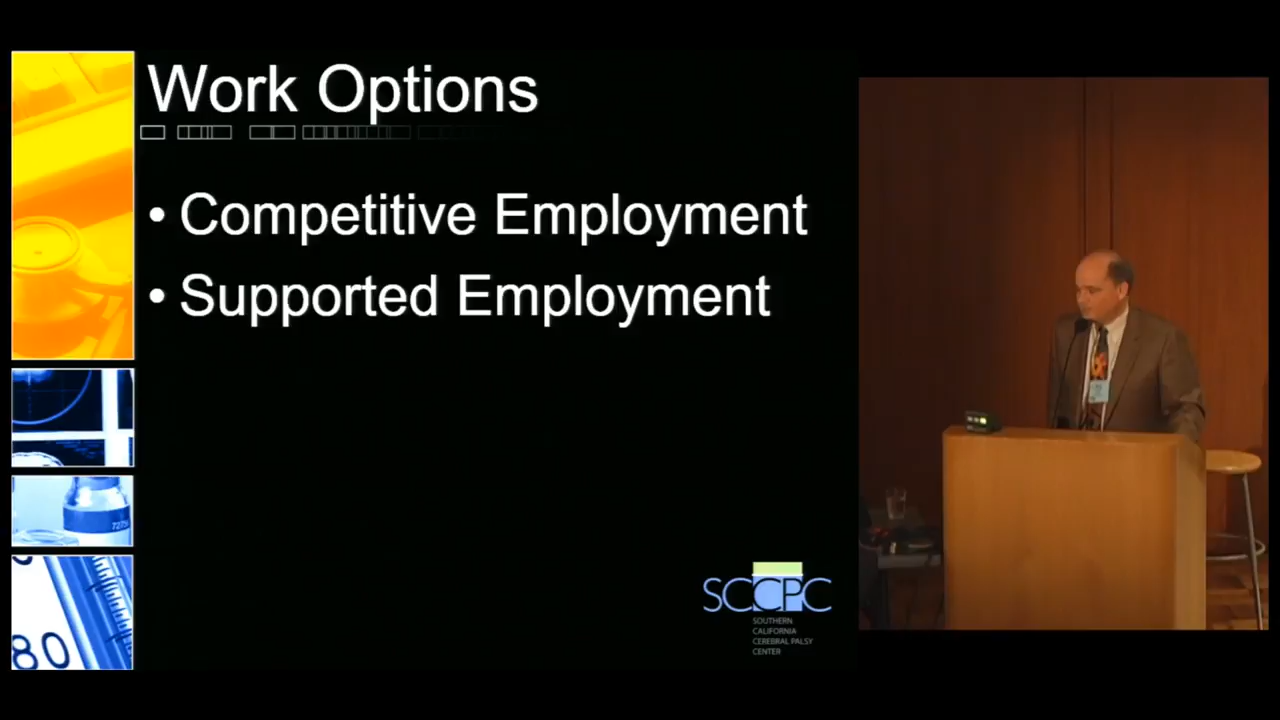 Work Options
• Competitive Employment
• Supported Employment
SCCPC
SOUTHERN
CALIFORNIA
CEREBRAL PALSY
CENTER
80